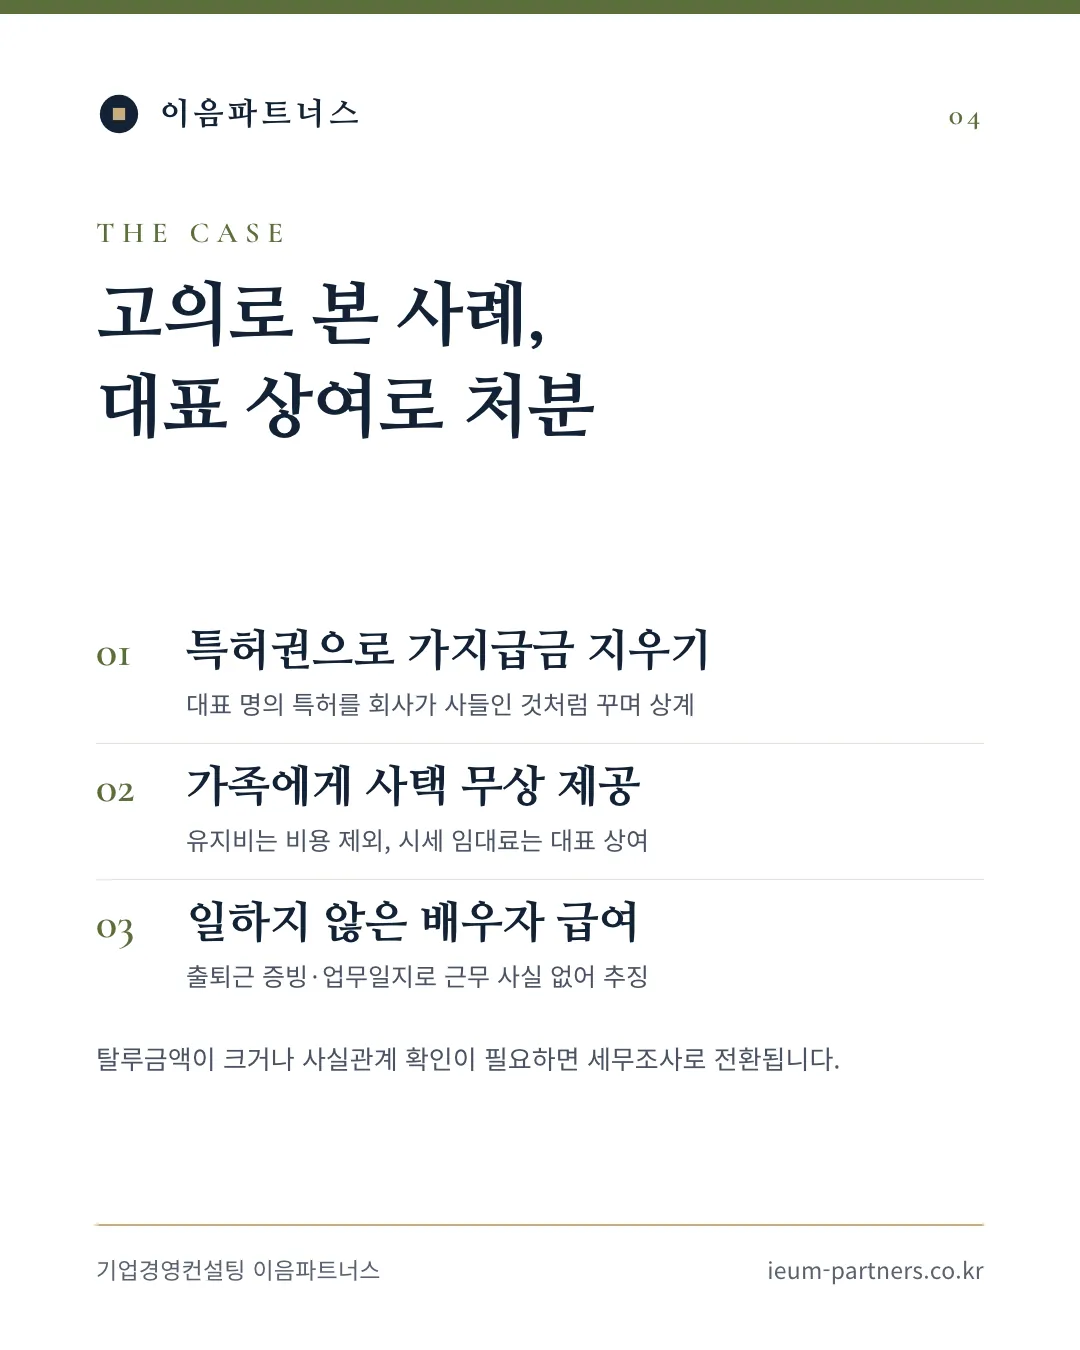 이음파트너스
04
THE CASE
고의로 본 사례,
대표 상여로 처분
01
특허권으로 가지급금 지우기
대표 명의 특허를 회사가 사들인 것처럼 꾸며 상계
02
가족에게 사택 무상 제공
유지비는 비용 제외, 시세 임대료는 대표 상여
03
일하지 않은 배우자 급여
출퇴근 증빙·업무일지로 근무 사실 없어 추징
탈루금액이 크거나 사실관계 확인이 필요하면 세무조사로 전환됩니다.
기업경영컨설팅 이음파트너스
ieum-partners.co.kr